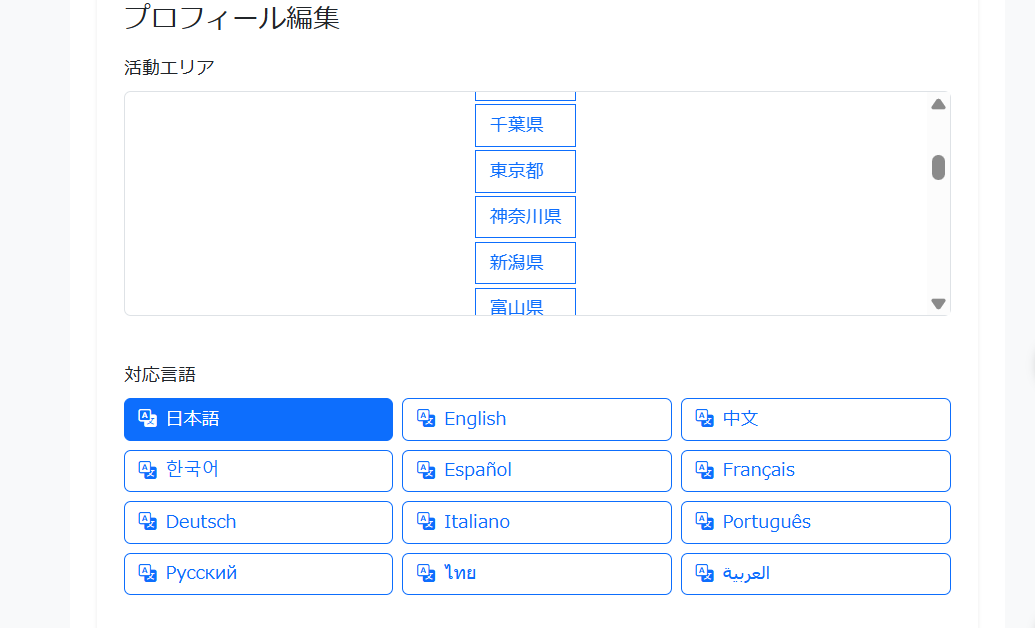 プロフィール編集
活動エリア
千葉県
東京都
神奈川県
新潟県
富山県
対応言語
日本語
English
中文
한국어
Español
Français
Deutsch
Italiano
Português
Русский
ไทย
العربية